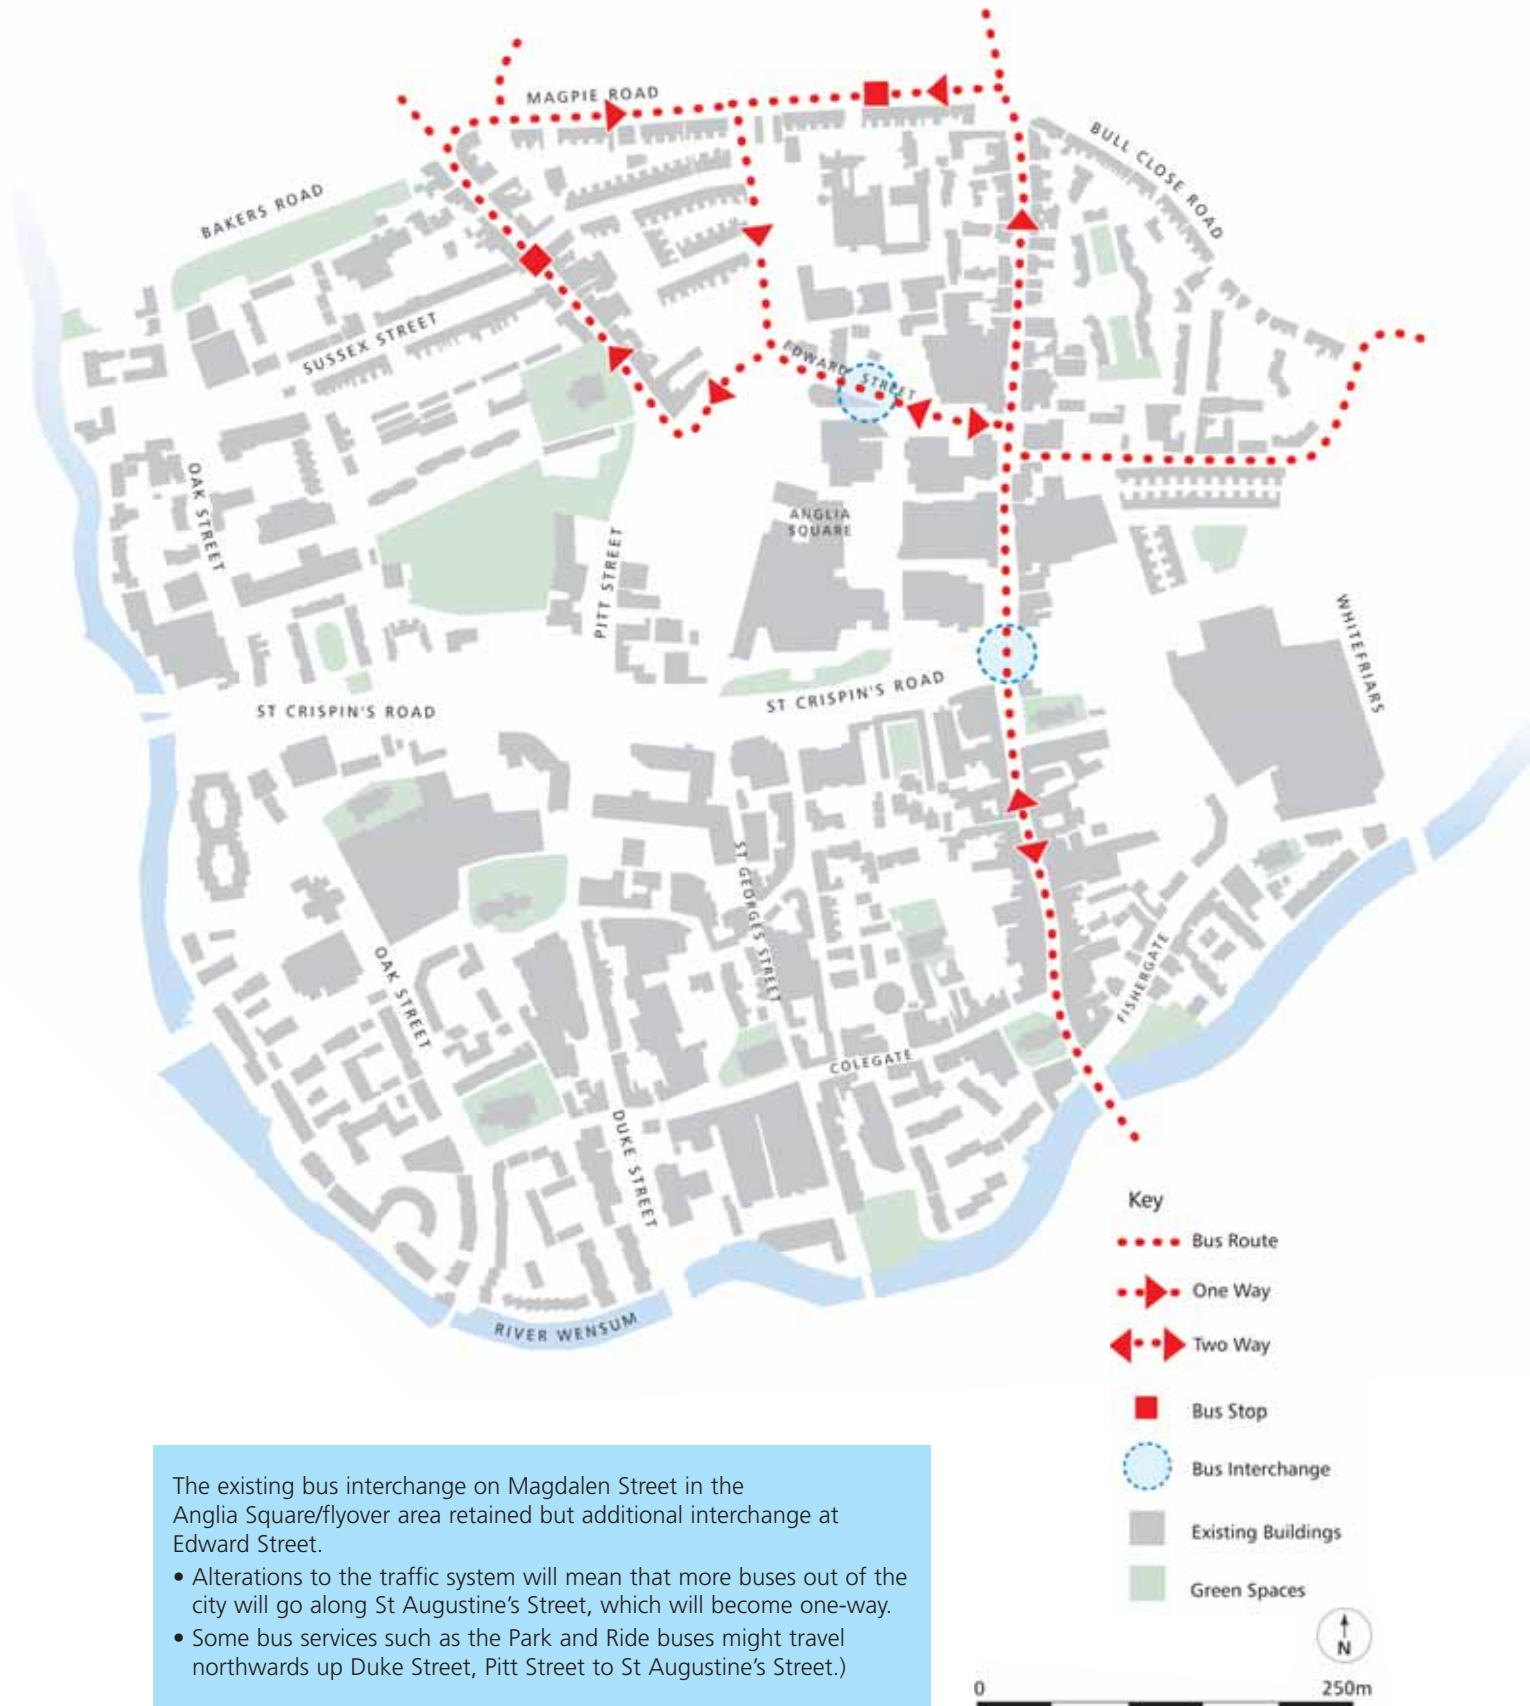 MAGPIE ROAD
BULL CLOSE ROAD
BAKERS ROAD
SUSSEX STREET
EDWARD STREET
OAK STREET
ANGLIA
SQUARE
PITT STREET
WHITEFRIARS
ST CRISPIN'S ROAD
ST CRISPIN'S ROAD
ST GEORGES STREET
OAK STREET
FISHERGATE
COLEGATE
DUKE STREET
RIVER WENSUM
Key
Bus Route
One Way
Two Way
Bus Stop
Bus Interchange
Existing Buildings
Green Spaces
N
0 250m
The existing bus interchange on Magdalen Street in the
Anglia Square/flyover area retained but additional interchange at
Edward Street.
• Alterations to the traffic system will mean that more buses out of the
city will go along St Augustine’s Street, which will become one-way.
• Some bus services such as the Park and Ride buses might travel
northwards up Duke Street, Pitt Street to St Augustine’s Street.)